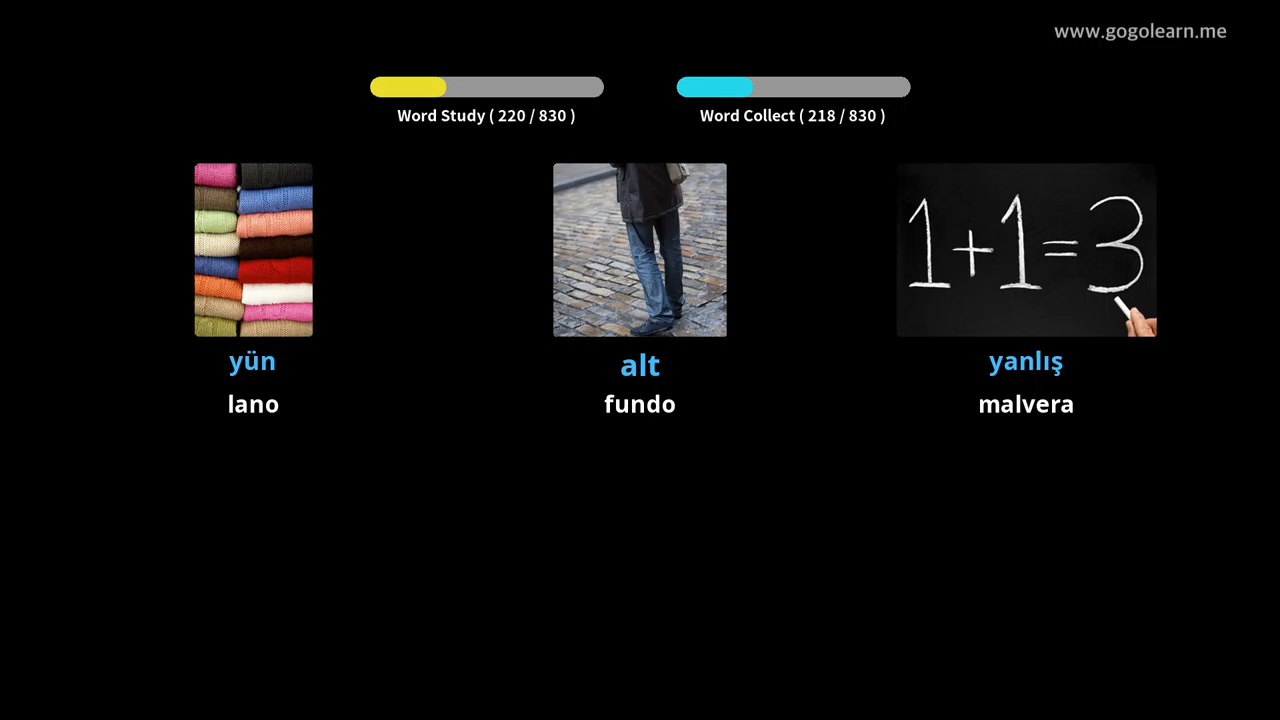 www.gogolearn.me
Word Study ( 220 / 830 )
Word Collect ( 218 / 830 )
1+1=3
yün
alt
yanlış
lano
fundo
malvera